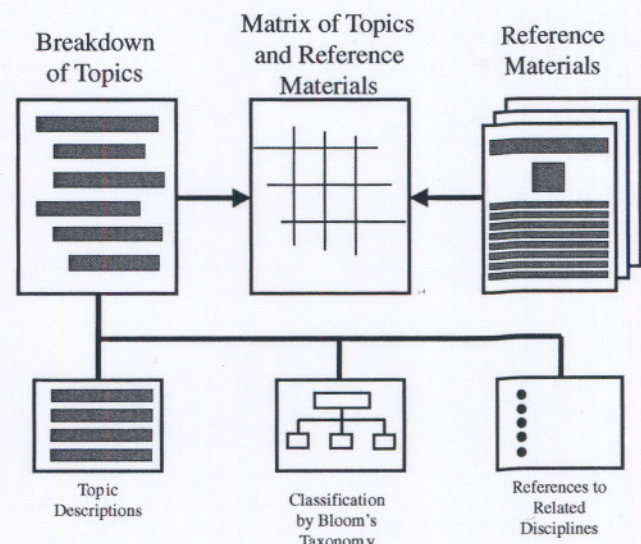 Breakdown
of Topics
Matrix of Topics
and Reference
Materials
Reference
Materials
Topic
Descriptions
Classification
by Bloom's
Taxonomy
References to
Related
Disciplines